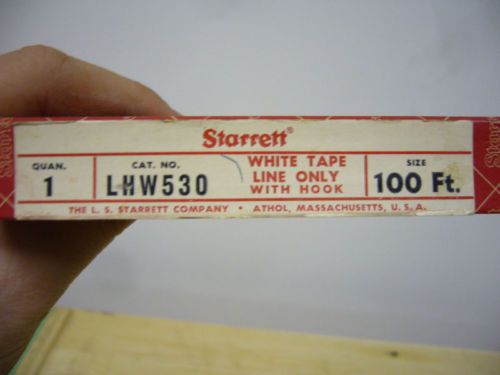 Starrett®
QUAN.
1
CAT. NO.
LHW530
WHITE TAPE
LINE ONLY
WITH HOOK
SIZE
100 Ft.
THE L. S. STARRETT COMPANY • ATHOL, MASSACHUSETTS, U. S. A.